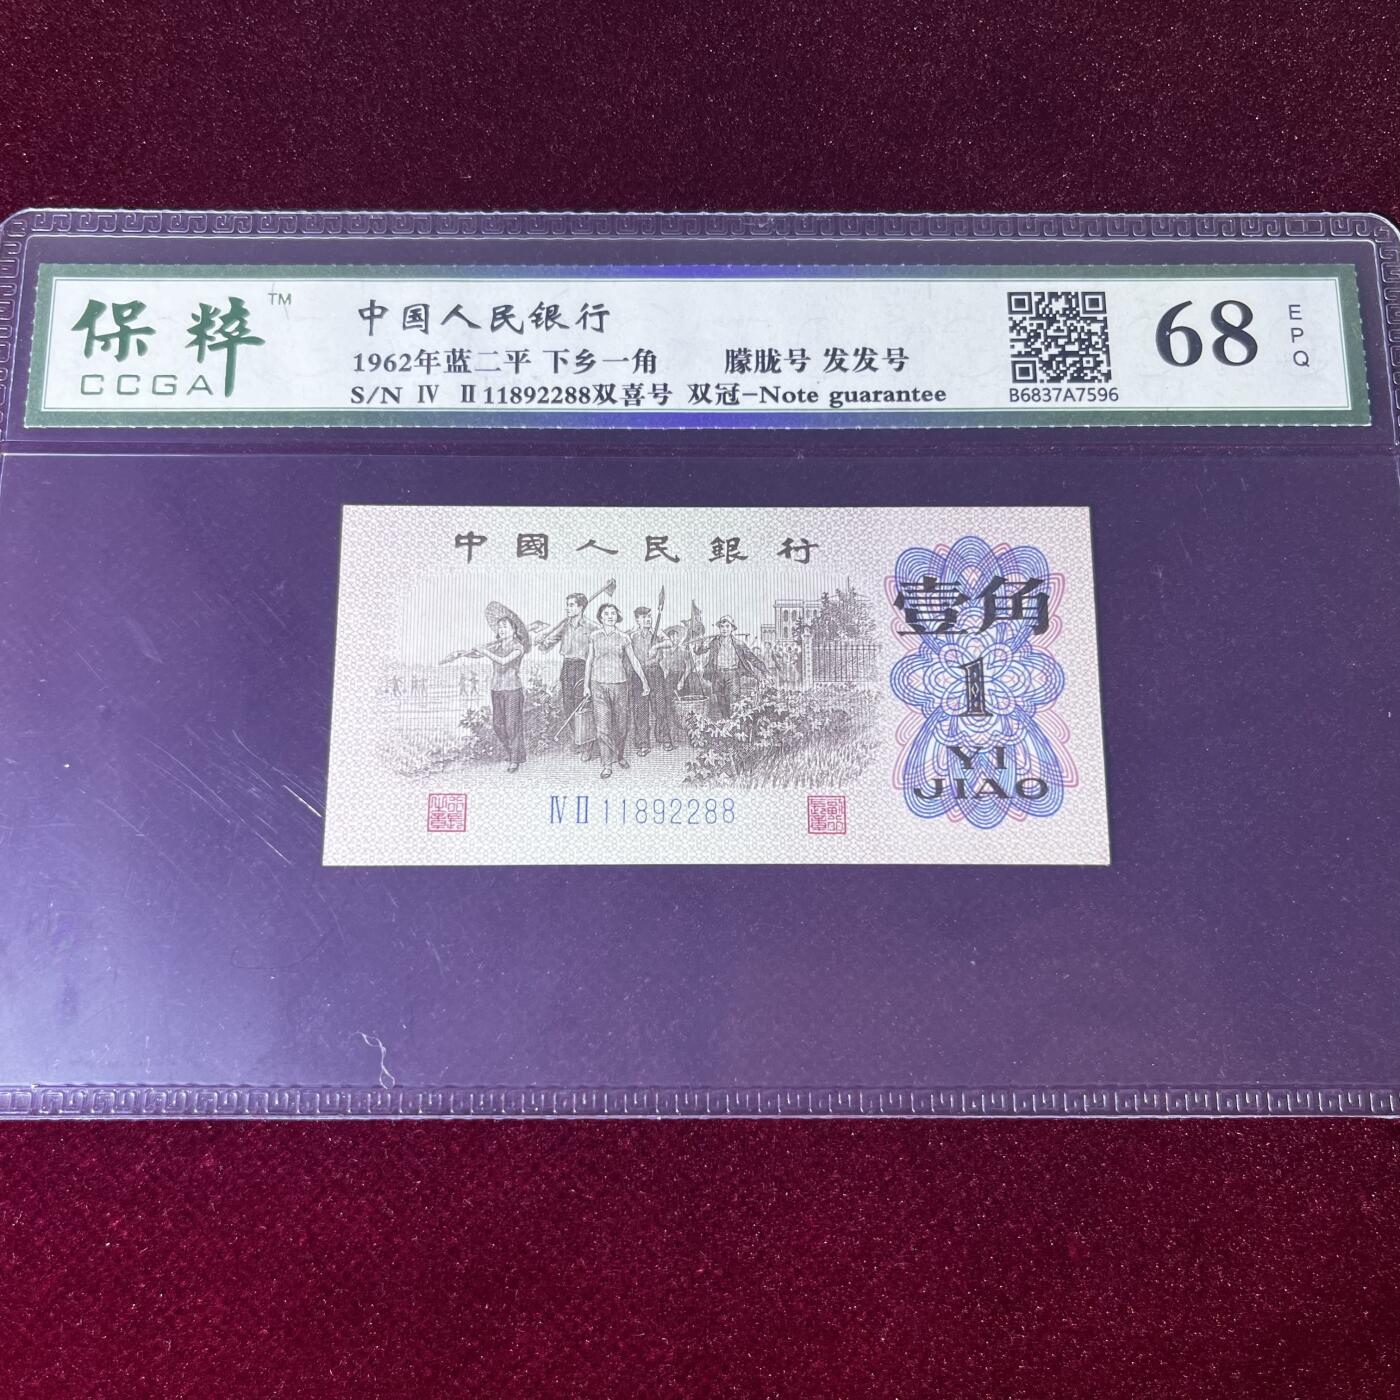 保粹™
CCGA
中国人民银行
1962年蓝二平 下乡一角 朦胧号 发发号
S/N Ⅳ Ⅱ11892288双喜号 双冠-Note guarantee
B6837A7596
68
EPQ
中國人民銀行
壹角
1
YI
JIAO
ⅣⅡ11892288